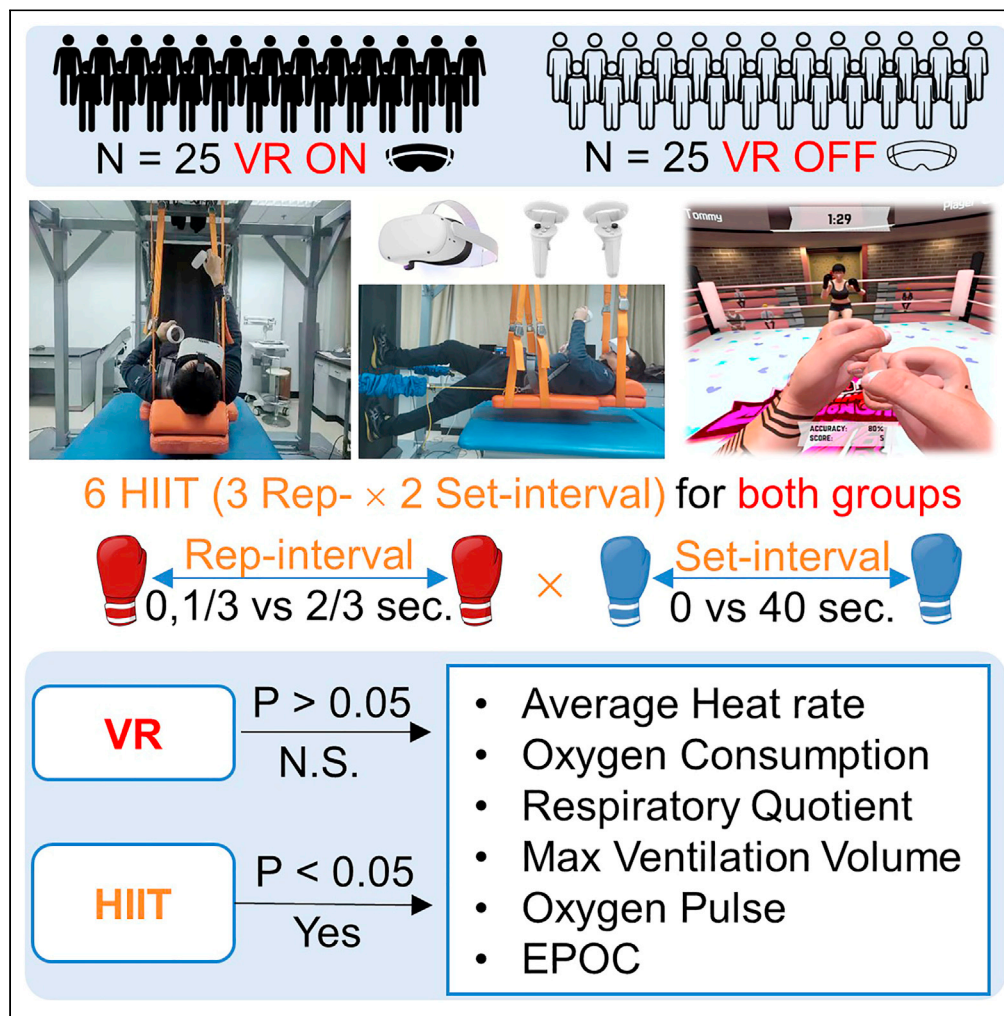 N = 25 VR ON
N = 25 VR OFF
Tommy
1:29
ACCURACY: 80%
SCORE: 5
6 HIIT (3 Rep- × 2 Set-interval) for both groups
Rep-interval
0,1/3 vs 2/3 sec.
×
Set-interval
0 vs 40 sec.
VR
P > 0.05
N.S.
HIIT
P < 0.05
Yes
• Average Heat rate
• Oxygen Consumption
• Respiratory Quotient
• Max Ventilation Volume
• Oxygen Pulse
• EPOC